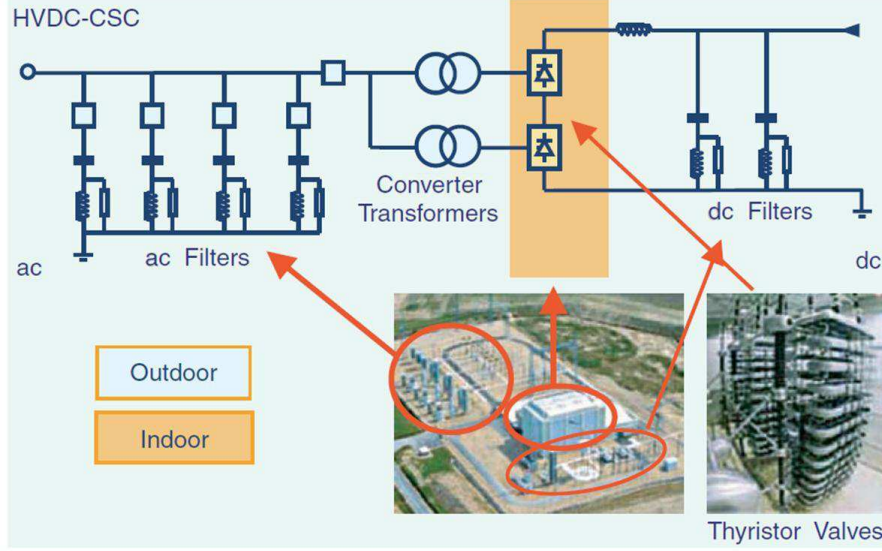 HVDC-CSC
Converter
Transformers
dc Filters
ac Filters
ac
dc
Outdoor
Indoor
Thyristor Valves